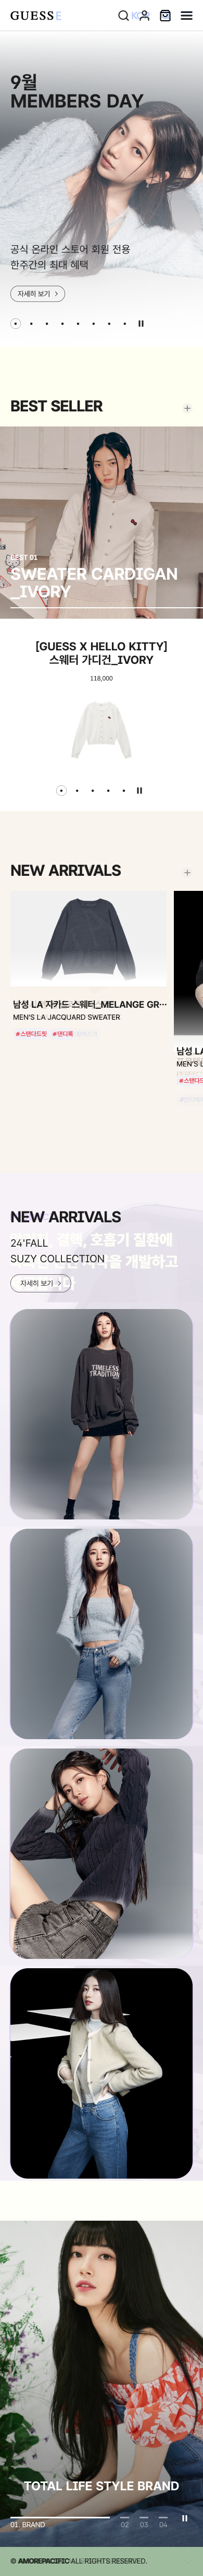 GUESS
9월
MEMBERS DAY
공식 온라인 스토어 회원 전용
한주간의 최대 혜택
자세히 보기
BEST SELLER
BEST 01
SWEATER CARDIGAN
_IVORY
[GUESS X HELLO KITTY]
스웨터 가디건_IVORY
118,000
NEW ARRIVALS
남성 LA 자카드 스웨터_MELANGE GR···
MEN'S LA JACQUARD SWEATER
#스탠다드핏 #댄디룩
남성 LA
MEN'S L
#스탠다드
NEW ARRIVALS
24'FALL
SUZY COLLECTION
자세히 보기
TIMELESS
TRADITION
TOTAL LIFE STYLE BRAND
01. BRAND 02 03 04
© AMOREPACIFIC ALL RIGHTS RESERVED.